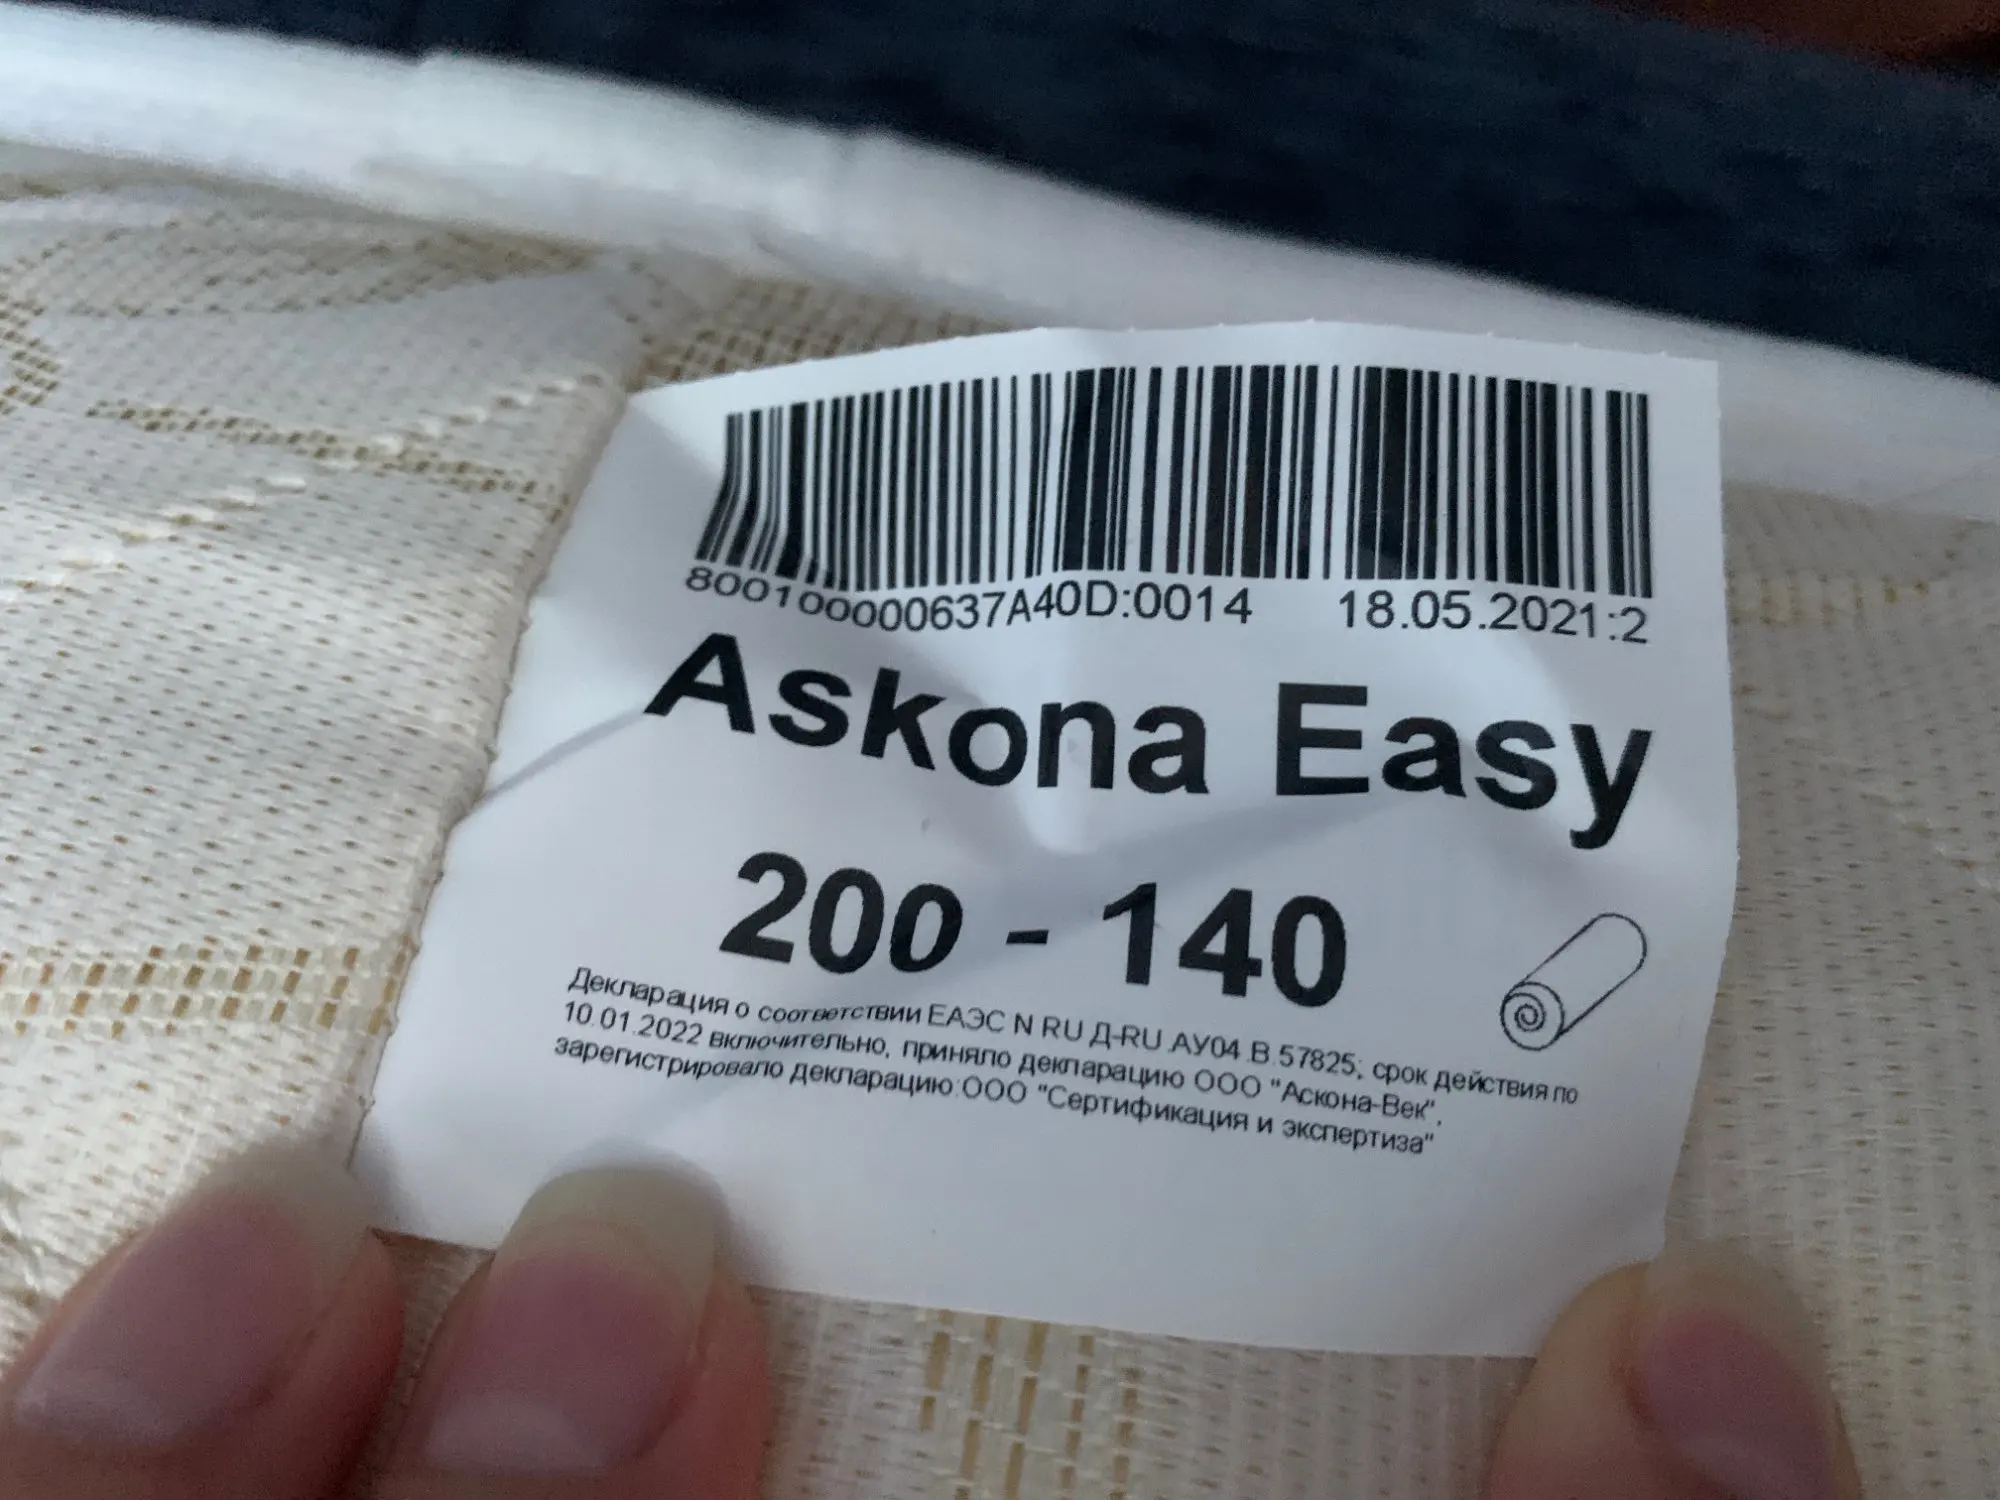 800100000637A40D:0014 18.05.2021:2
Askona Easy
200 - 140
Декларация о соответствии ЕАЭС N RU Д-RU.АУ04.В.57825; срок действия по
10.01.2022 включительно, приняло декларацию ООО "Аскона-Век",
зарегистрировало декларацию:ООО "Сертификация и экспертиза"